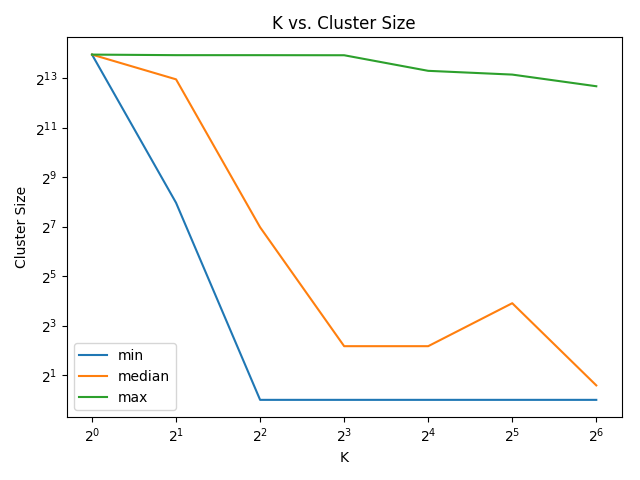 K vs. Cluster Size
Cluster Size
2^13
2^11
2^9
2^7
2^5
2^3
2^1
min
median
max
2^0 2^1 2^2 2^3 2^4 2^5 2^6
K